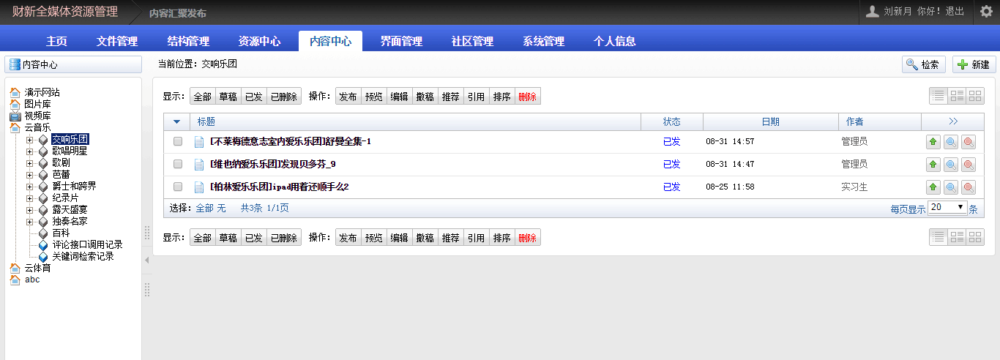 财新全媒体资源管理 内容汇聚发布 刘新月 你好! 退出
主页 文件管理 结构管理 资源中心 内容中心 界面管理 社区管理 系统管理 个人信息
内容中心
当前位置: 交响乐团 检索 新建
演示网站
图片库
视频库
云音乐
交响乐团
歌唱明星
歌剧
芭蕾
爵士和跨界
纪录片
露天盛宴
独奏名家
百科
评论接口调用记录
关键词检索记录
云体育
abc
显示: 全部 草稿 已发 已删除 操作: 发布 预览 编辑 撤稿 推荐 引用 排序 删除
标题 状态 日期 作者 >>
[不莱梅德意志室内爱乐乐团]舒曼全集-1 已发 08-31 14:57 管理员
[维也纳爱乐乐团]发现贝多芬_9 已发 08-31 14:47 管理员
[柏林爱乐乐团]ipad用着还顺手么2 已发 08-25 11:58 实习生
选择: 全部 无 共3条 1/1页 每页显示 20 条
显示: 全部 草稿 已发 已删除 操作: 发布 预览 编辑 撤稿 推荐 引用 排序 删除